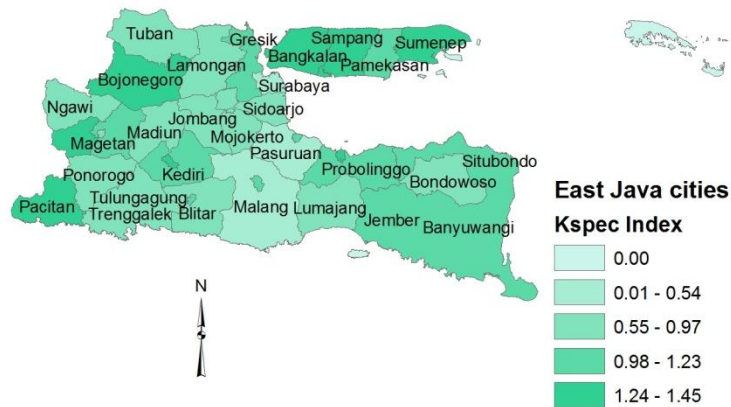 Tuban
Gresik
Sampang
Sumenep
Bangkalan
Lamongan
Pamekasan
Bojonegoro
Surabaya
Ngawi
Sidoarjo
Jombang
Madiun
Mojokerto
Magetan
Pasuruan
Situbondo
Probolinggo
Ponorogo
Kediri
Bondowoso
Tulungagung
Pacitan
Trenggalek
Blitar
Malang
Lumajang
Jember
Banyuwangi
East Java cities
Kspec Index
0.00
0.01 - 0.54
0.55 - 0.97
0.98 - 1.23
1.24 - 1.45
N